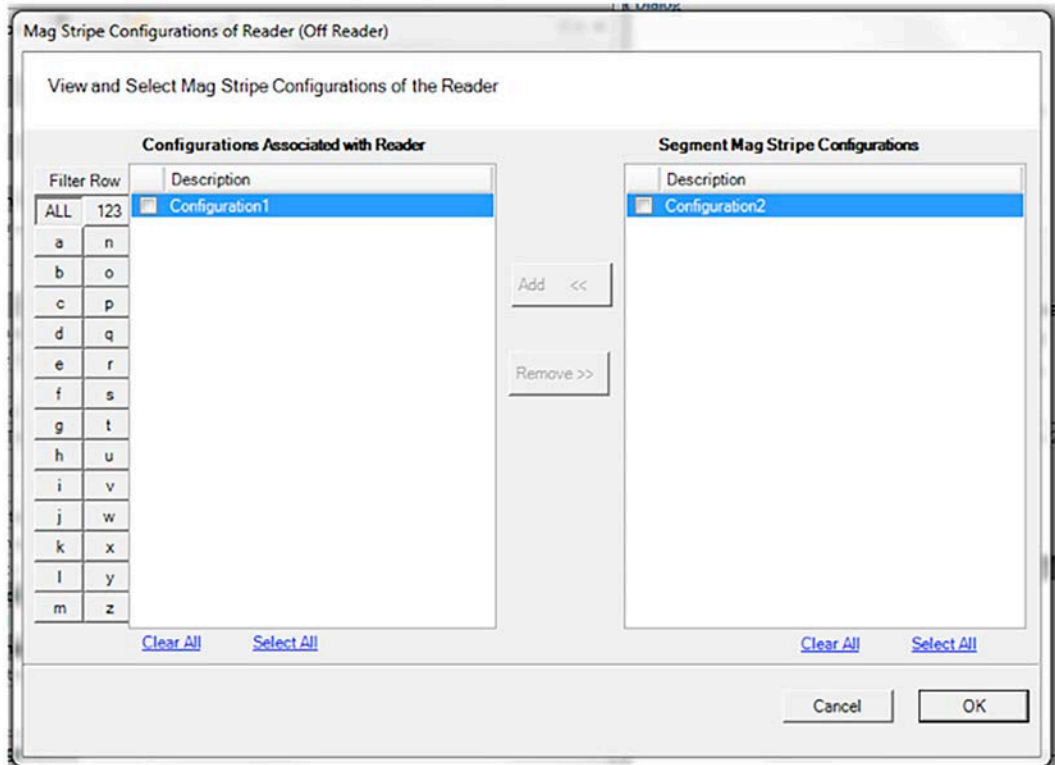 Dialog
Mag Stripe Configurations of Reader (Off Reader)
View and Select Mag Stripe Configurations of the Reader
Configurations Associated with Reader
Segment Mag Stripe Configurations
Filter Row
Description
Description
ALL 123
Configuration1
Configuration2
a n
b o
c p
d q
e r
f s
g t
h u
i v
j w
k x
l y
m z
Add <<
Remove >>
Clear All Select All
Clear All Select All
Cancel OK